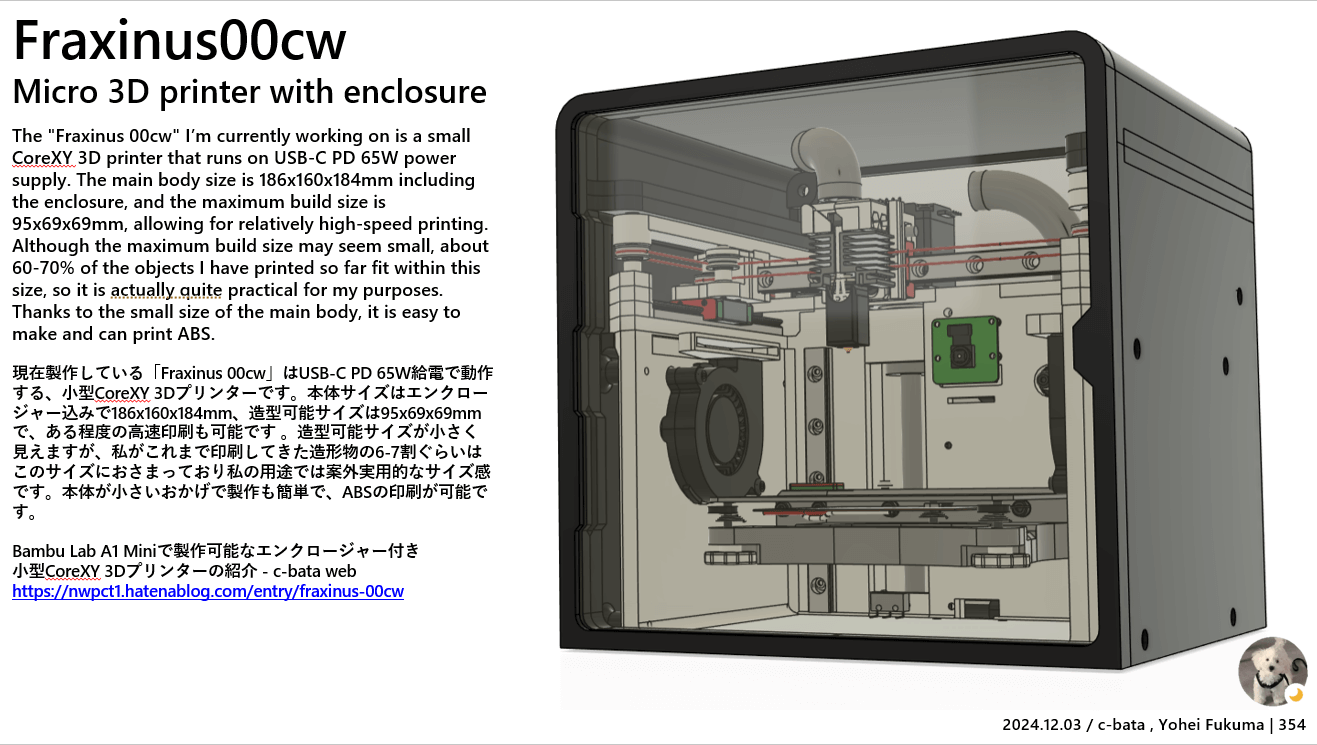 Fraxinus00cw
Micro 3D printer with enclosure
The "Fraxinus 00cw" I’m currently working on is a small
CoreXY 3D printer that runs on USB-C PD 65W power
supply. The main body size is 186x160x184mm including
the enclosure, and the maximum build size is
95x69x69mm, allowing for relatively high-speed printing.
Although the maximum build size may seem small, about
60-70% of the objects I have printed so far fit within this
size, so it is actually quite practical for my purposes.
Thanks to the small size of the main body, it is easy to
make and can print ABS.
現在製作している「Fraxinus 00cw」はUSB-C PD 65W給電で動作
する、小型CoreXY 3Dプリンターです。本体サイズはエンクロー
ジャー込みで186x160x184mm、造型可能サイズは95x69x69mm
で、ある程度の高速印刷も可能です 。造型可能サイズが小さく
見えますが、私がこれまで印刷してきた造形物の6-7割ぐらいは
このサイズにおさまっており私の用途では案外実用的なサイズ感
です。本体が小さいおかげで製作も簡単で、ABSの印刷が可能で
す。
Bambu Lab A1 Miniで製作可能なエンクロージャー付き
小型CoreXY 3Dプリンターの紹介 - c-bata web
https://nwpct1.hatenablog.com/entry/fraxinus-00cw
2024.12.03 / c-bata , Yohei Fukuma | 354